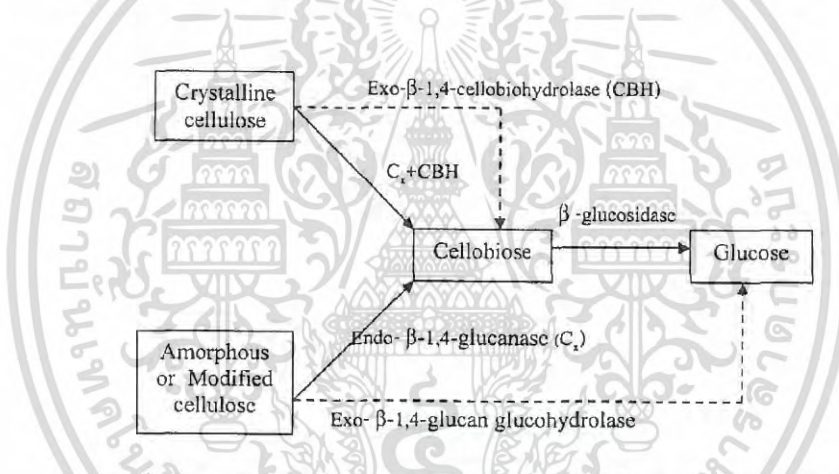 Crystalline
cellulose
Exo-β-1,4-cellobiohydrolase (CBH)
Cₓ+CBH
β -glucosidase
Cellobiose
Glucose
Endo- β-1,4-glucanase (Cₓ)
Amorphous
or Modified
cellulose
Exo- β-1,4-glucan glucohydrolase